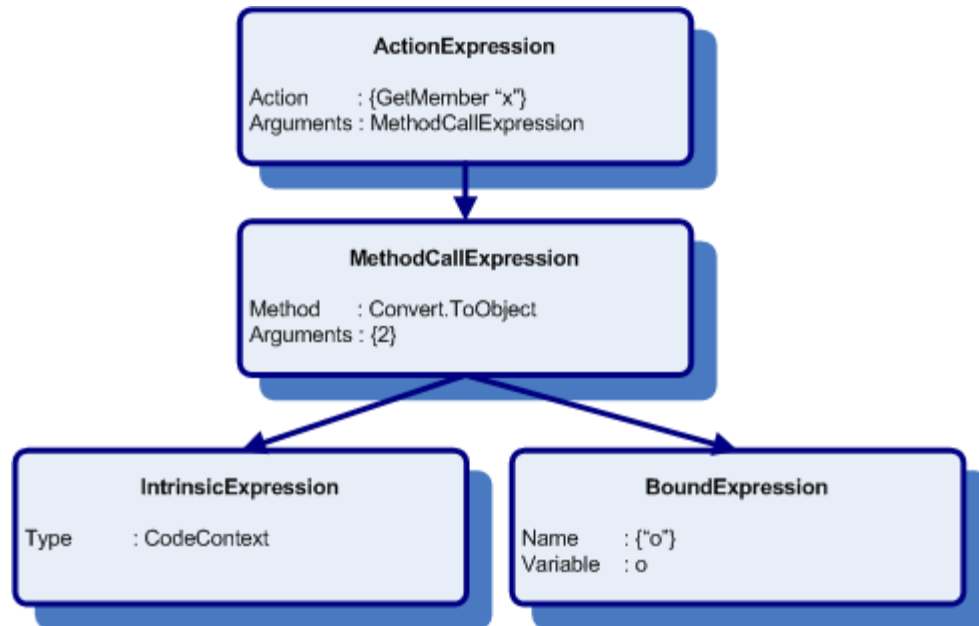 ActionExpression
Action : {GetMember “x”}
Arguments : MethodCallExpression
MethodCallExpression
Method : Convert.ToObject
Arguments : {2}
IntrinsicExpression
Type : CodeContext
BoundExpression
Name : {“o”}
Variable : o